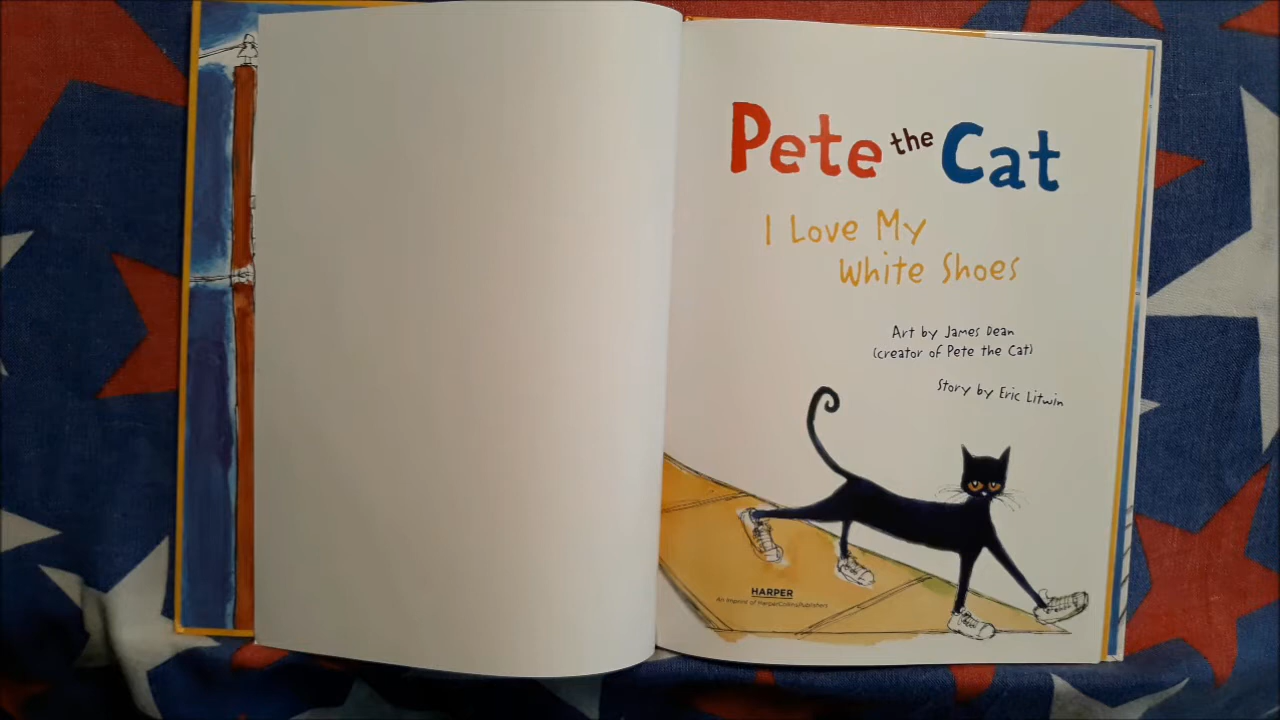 Pete the Cat
I Love My
White Shoes
Art by James Dean
(creator of Pete the Cat)
Story by Eric Litwin
HARPER
An Imprint of HarperCollinsPublishers